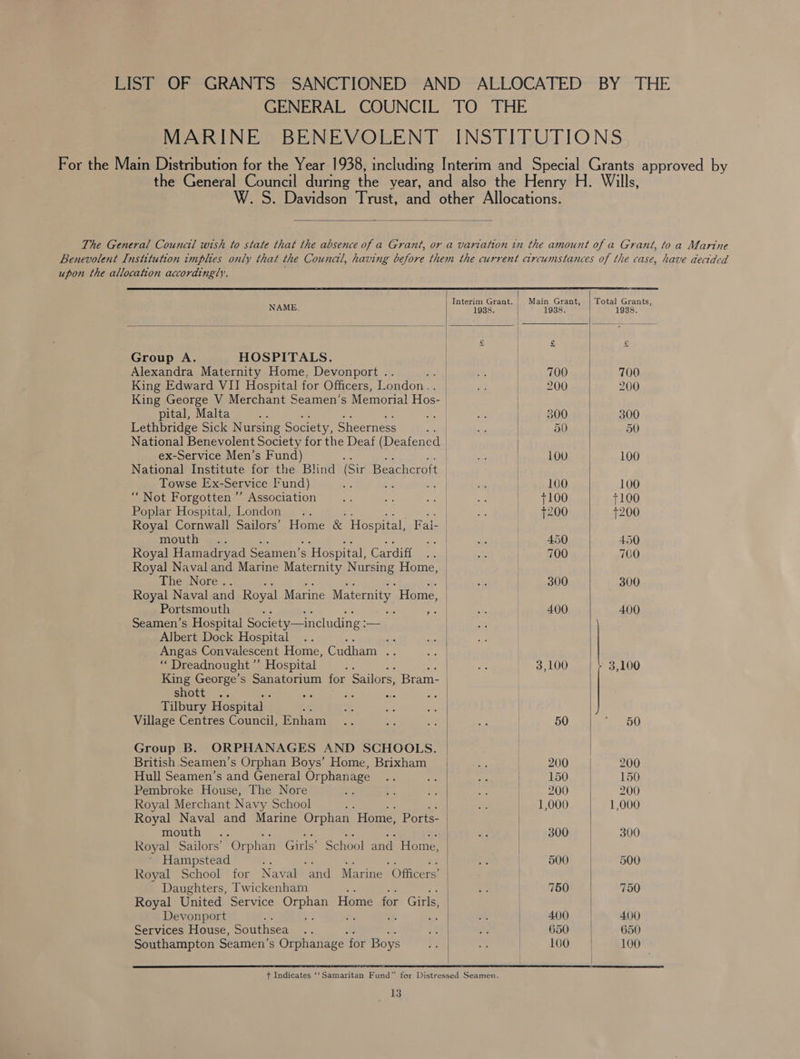 LIST OF GRANTS SANCTIONED AND ALLOCATED BY THE
GENERAL COUNCIL TO THE
MARINE BENEVOLENT INSTITUTIONS
For the Main Distribution for the Year 1938, including Interim and Special Grants approved by
the General Council during the year, and also the Henry H. Wills,
W. S. Davidson Trust, and other Allocations.
The General Council wish to state that the absence of a Grant, or a variation in the amount of a Grant, to a Marine
Benevolent Institution implies only that the Council, having before them the current circumstances of the case, have decided
upon the allocation accordingly.
NAME. Interim Grant. 1938. Main Grant, 1938. Total Grants, 1938.
£ £ £
Group A. HOSPITALS.
Alexandra Maternity Home, Devonport .. .. .. 700 700
King Edward VII Hospital for Officers, London .. .. 200 200
King George V Merchant Seamen's Memorial Hos-
pital, Malta .. .. .. .. .. 300 300
Lethbridge Sick Nursing Society, Sheerness .. .. 50 50
National Benevolent Society for the Deaf (Deafened
ex-Service Men's Fund) .. .. .. .. 100 100
National Institute for the Blind (Sir Beachcroft
Towse Ex-Service Fund) .. .. .. .. 100 100
“Not Forgotten” Association .. .. .. .. †100 †100
Poplar Hospital, London .. .. .. .. †200 †200
Royal Cornwall Sailors' Home & Hospital, Fal-
mouth .. .. .. .. .. .. 450 450
Royal Hamadryad Seamen's Hospital, Cardiff .. .. 700 700
Royal Naval and Marine Maternity Nursing Home,
The Nore .. .. .. .. .. .. 300 300
Royal Naval and Royal Marine Maternity Home,
Portsmouth .. .. .. .. .. 400 400
Seamen's Hospital Society—including :— ..
Albert Dock Hospital .. .. .. .. ..
Angas Convalescent Home, Cudham .. ..
“Dreadnought” Hospital .. .. .. .. 3,100 3,100
King George's Sanatorium for Sailors, Bram-
shott .. .. .. .. .. ..
Tilbury Hospital .. .. .. ..
Village Centres Council, Enham .. .. .. .. 50 50
Group B. ORPHANAGES AND SCHOOLS.
British Seamen's Orphan Boys' Home, Brixham .. 200 200
Hull Seamen's and General Orphanage .. .. .. 150 150
Pembroke House, The Nore .. .. .. .. 200 200
Royal Merchant Navy School .. .. .. .. 1,000 1,000
Royal Naval and Marine Orphan Home, Ports-
mouth .. .. .. .. .. .. 300 300
Royal Sailors' Orphan Girls' School and Home,
Hampstead .. .. .. .. .. 500 500
Royal School for Naval and Marine Officers'
Daughters, Twickenham .. .. .. .. 750 750
Royal United Service Orphan Home for Girls,
Devonport .. .. .. .. .. .. 400 400
Services House, Southsea .. .. .. .. .. 650 650
Southampton Seamen's Orphanage for Boys .. .. 100 100
† Indicates “Samaritan Fund” for Distressed Seamen.
13